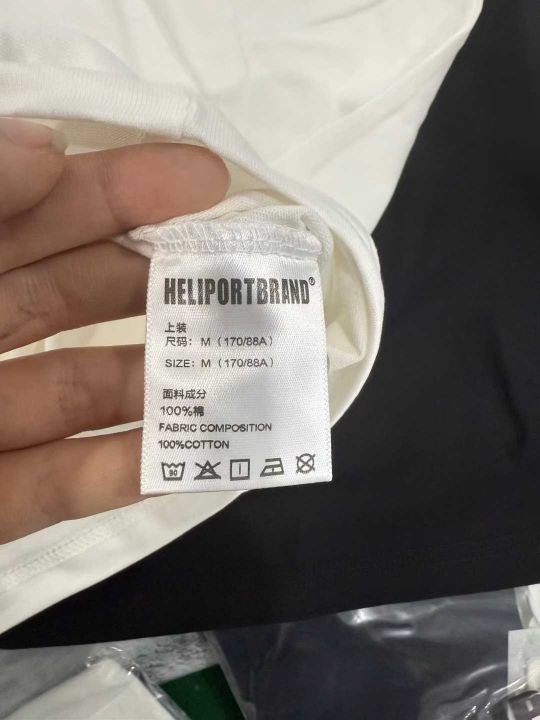 HELIPORTBRAND®
上装
尺码：M（170/88A）
SIZE：M（170/88A）
面料成分
100%棉
FABRIC COMPOSITION
100%COTTON
90